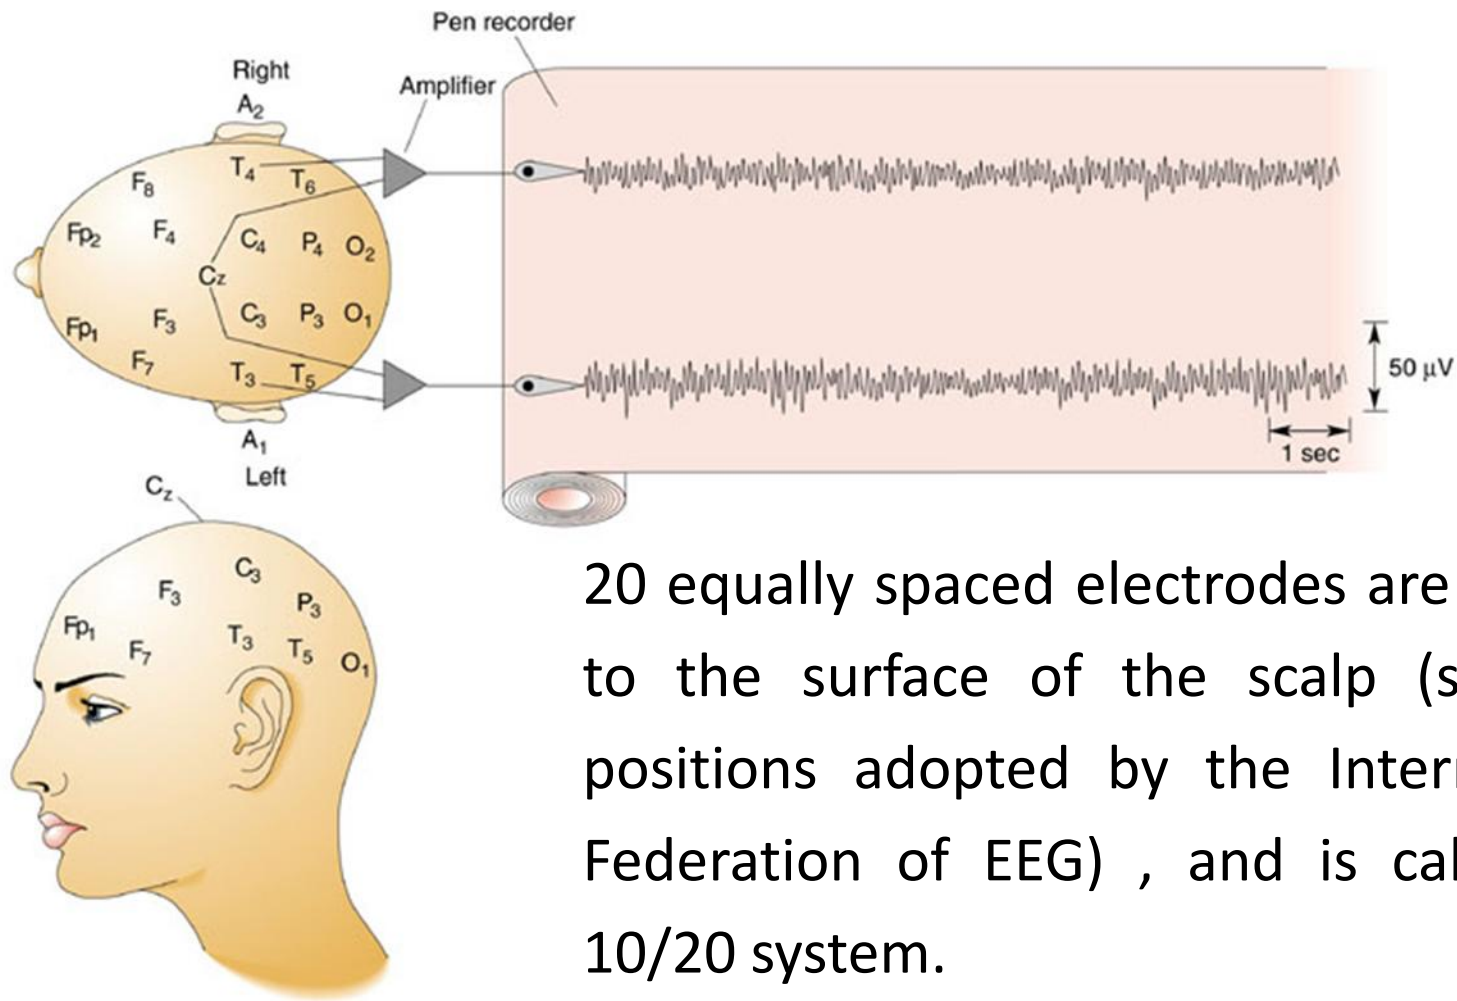 Pen recorder
Right
A₂
Amplifier
T₄
T₆
F₈
Fp₂
F₄
C₄
P₄
O₂
Cz
Fp₁
F₃
C₃
P₃
O₁
F₇
T₃
T₅
A₁
Left
50 μV
1 sec
Cz
C₃
F₃
P₃
Fp₁
F₇
T₃
T₅
O₁
20 equally spaced electrodes are
to the surface of the scalp (s
positions adopted by the Inter
Federation of EEG) , and is cal
10/20 system.